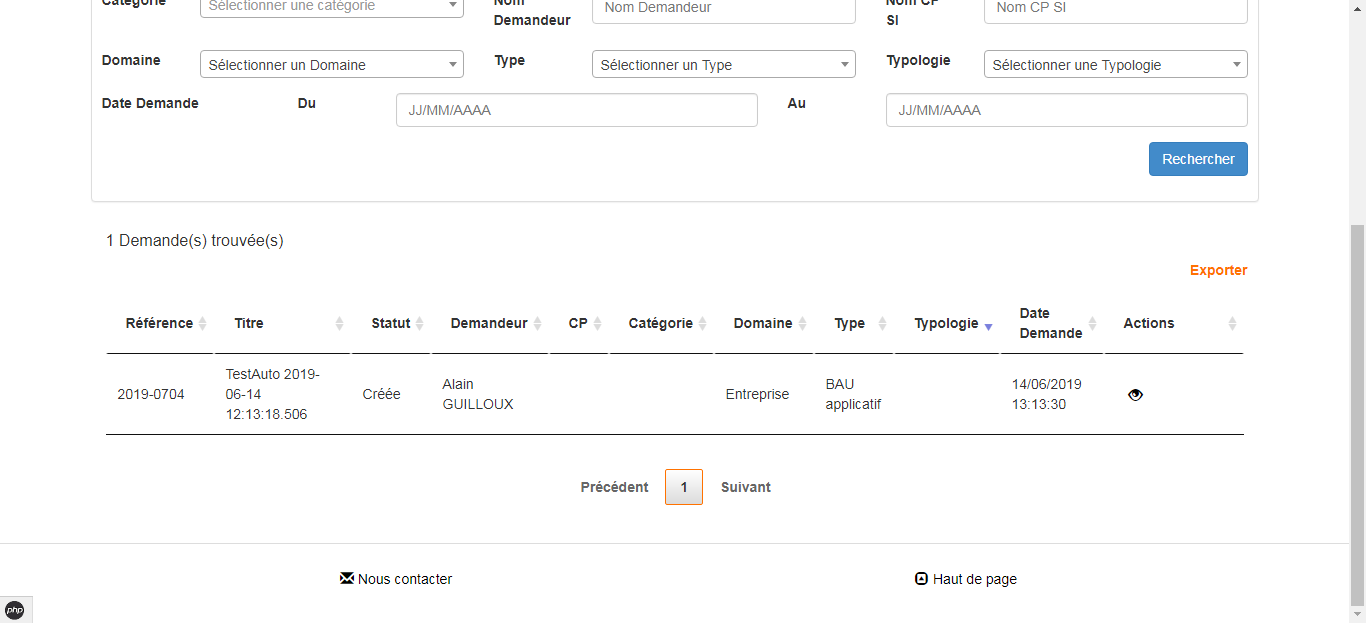 Catégorie Sélectionner une catégorie Nom Demandeur Nom Demandeur Nom CP SI Nom CP SI
Domaine Sélectionner un Domaine Type Sélectionner un Type Typologie Sélectionner une Typologie
Date Demande Du JJ/MM/AAAA Au JJ/MM/AAAA
Rechercher
1 Demande(s) trouvée(s)
Exporter
Référence Titre Statut Demandeur CP Catégorie Domaine Type Typologie Date Demande Actions
2019-0704 TestAuto 2019-06-14 12:13:18.506 Créée Alain GUILLOUX Entreprise BAU applicatif 14/06/2019 13:13:30
Précédent 1 Suivant
Nous contacter Haut de page
php